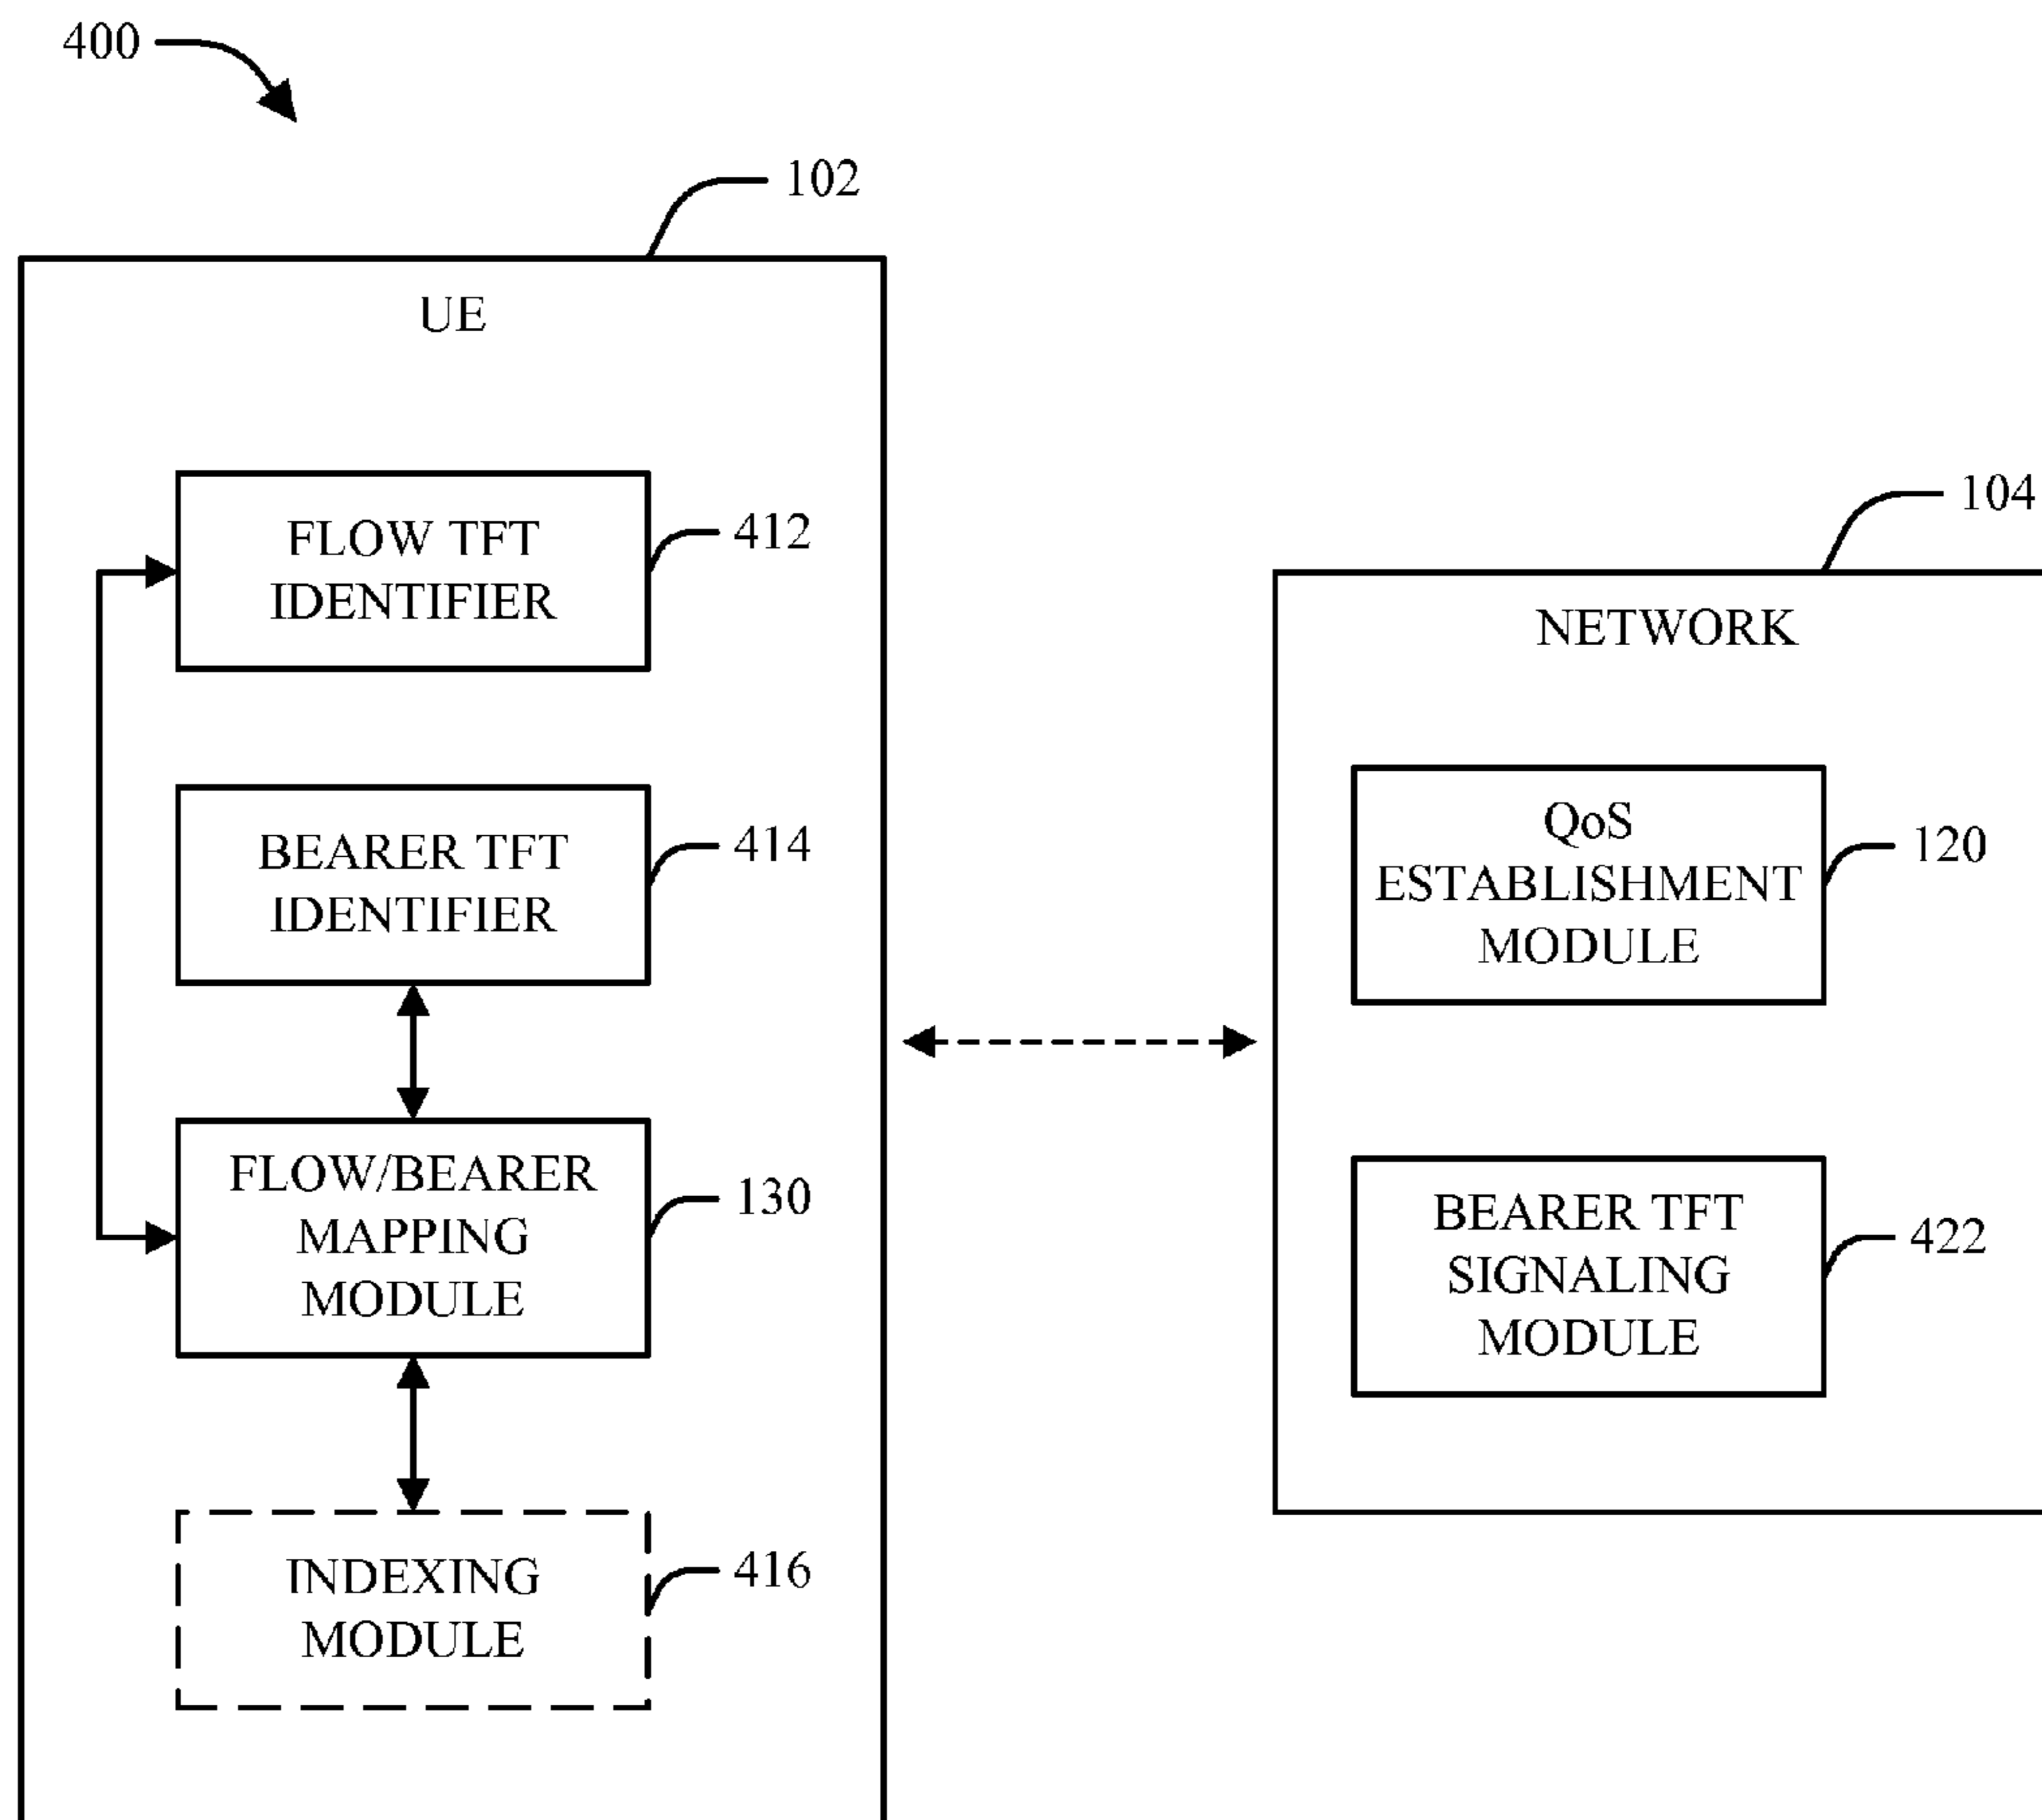 400
102
UE
FLOW TFT
IDENTIFIER
412
BEARER TFT
IDENTIFIER
414
FLOW/BEARER
MAPPING
MODULE
130
INDEXING
MODULE
416
104
NETWORK
QoS
ESTABLISHMENT
MODULE
120
BEARER TFT
SIGNALING
MODULE
422